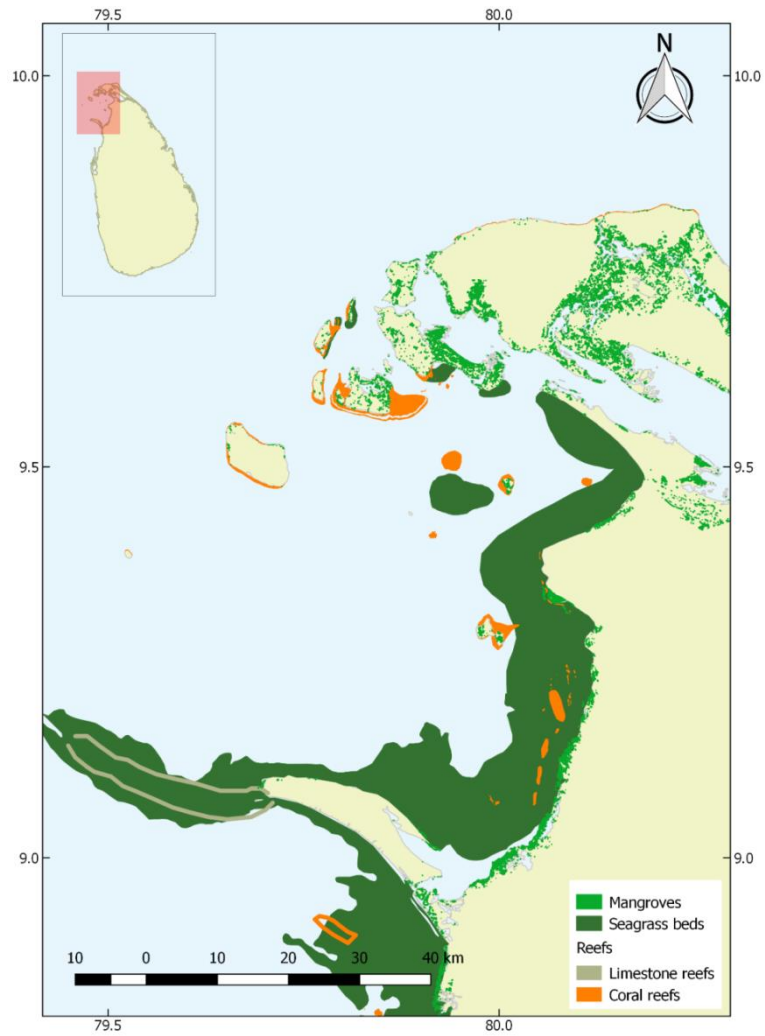 79.5 80.0
10.0 10.0
N
9.5 9.5
9.0 9.0
Mangroves
Seagrass beds
Reefs
Limestone reefs
Coral reefs
10 0 10 20 30 40 km
79.5 80.0